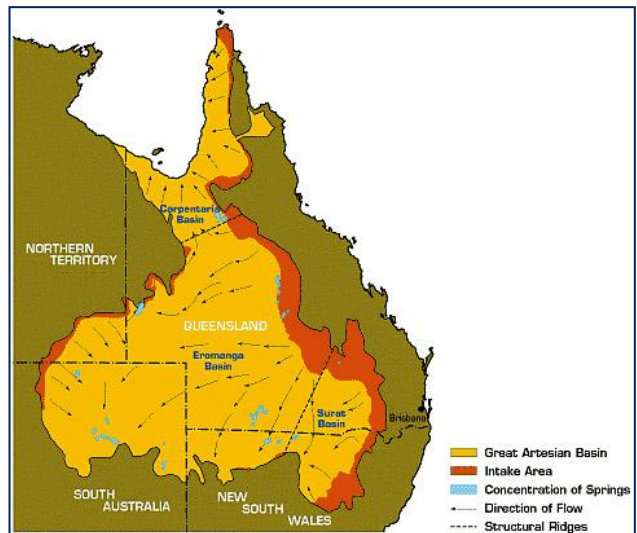 Carpentaria
Basin
NORTHERN
TERRITORY
QUEENSLAND
Eromanga
Basin
Surat
Basin
Brisbane
SOUTH
AUSTRALIA
NEW
SOUTH
WALES
Great Artesian Basin
Intake Area
Concentration of Springs
Direction of Flow
Structural Ridges